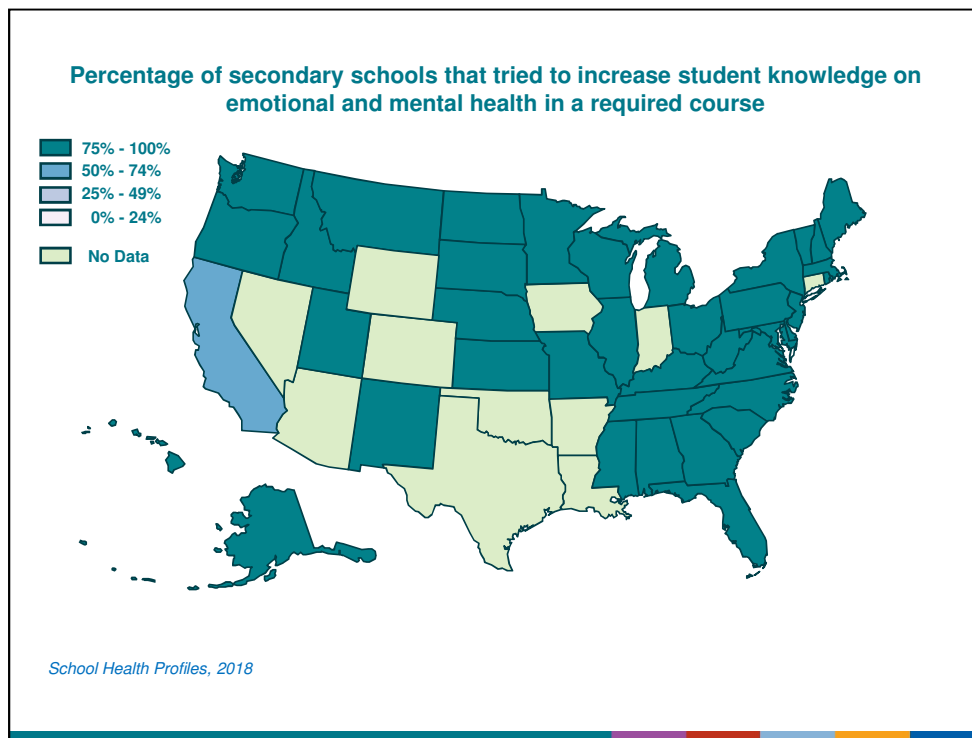 Percentage of secondary schools that tried to increase student knowledge on
emotional and mental health in a required course
75% - 100%
50% - 74%
25% - 49%
0% - 24%
No Data
School Health Profiles, 2018